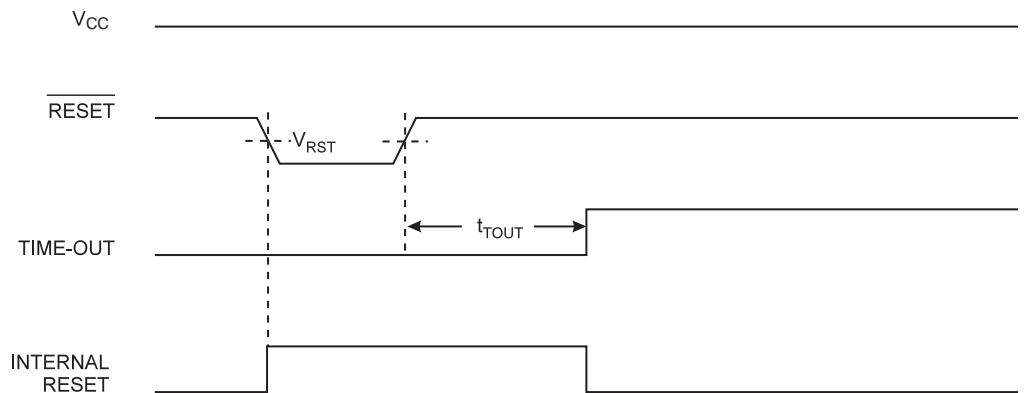 VCC
RESET
VRST
tTOUT
TIME-OUT
INTERNAL
RESET